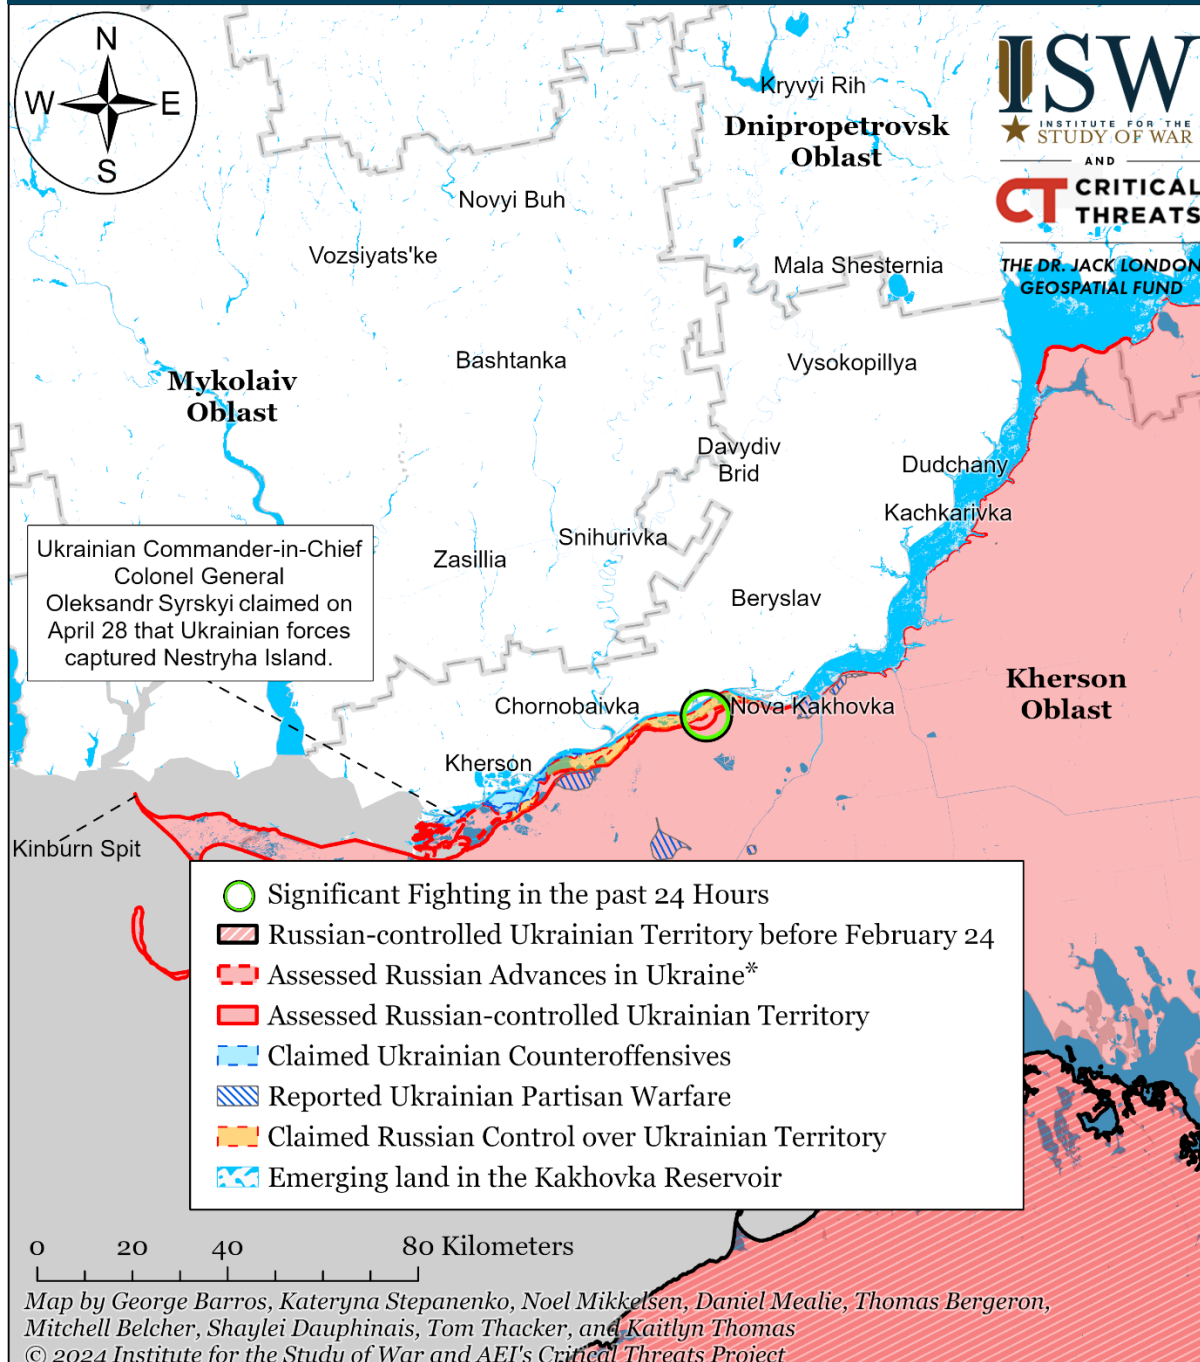 N
W E
S
ISW
INSTITUTE FOR THE
STUDY OF WAR
AND
CT CRITICAL
THREATS
THE DR. JACK LONDON
GEOSPATIAL FUND
Kryvyi Rih
Dnipropetrovsk
Oblast
Novyi Buh
Vozsiyats'ke
Mala Shesternia
Bashtanka
Vysokopillya
Mykolaiv
Oblast
Davydiv
Brid
Dudchany
Kachkarivka
Snihurivka
Zasillia
Beryslav
Ukrainian Commander-in-Chief
Colonel General
Oleksandr Syrskyi claimed on
April 28 that Ukrainian forces
captured Nestryha Island.
Kherson
Oblast
Chornobaivka
Nova Kakhovka
Kherson
Kinburn Spit
Significant Fighting in the past 24 Hours
Russian-controlled Ukrainian Territory before February 24
Assessed Russian Advances in Ukraine*
Assessed Russian-controlled Ukrainian Territory
Claimed Ukrainian Counteroffensives
Reported Ukrainian Partisan Warfare
Claimed Russian Control over Ukrainian Territory
Emerging land in the Kakhovka Reservoir
0 20 40 80 Kilometers
Map by George Barros, Kateryna Stepanenko, Noel Mikkelsen, Daniel Mealie, Thomas Bergeron,
Mitchell Belcher, Shaylei Dauphinais, Tom Thacker, and Kaitlyn Thomas
© 2024 Institute for the Study of War and AEI's Critical Threats Project